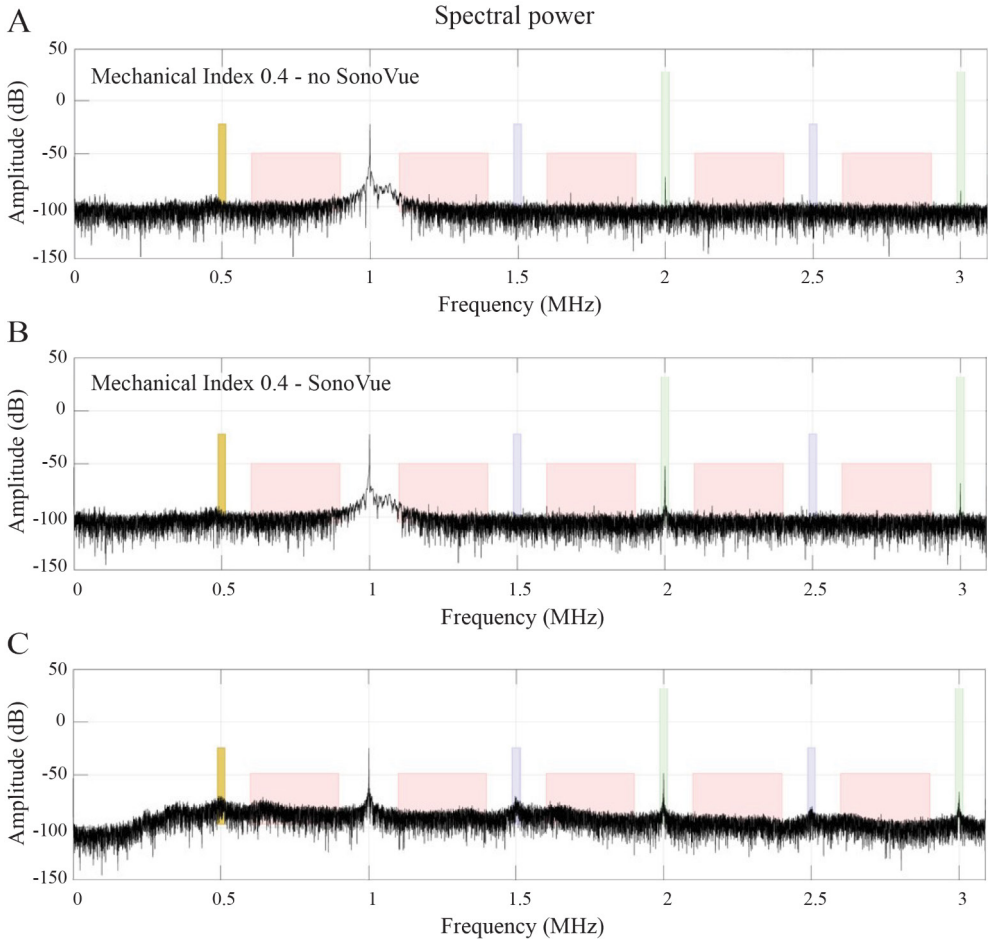 Spectral power
A
Mechanical Index 0.4 - no SonoVue
Amplitude (dB)
50
0
-50
-100
-150
0 0.5 1 1.5 2 2.5 3
Frequency (MHz)
B
Mechanical Index 0.4 - SonoVue
Amplitude (dB)
50
0
-50
-100
-150
0 0.5 1 1.5 2 2.5 3
Frequency (MHz)
C
Amplitude (dB)
50
0
-50
-100
-150
0 0.5 1 1.5 2 2.5 3
Frequency (MHz)